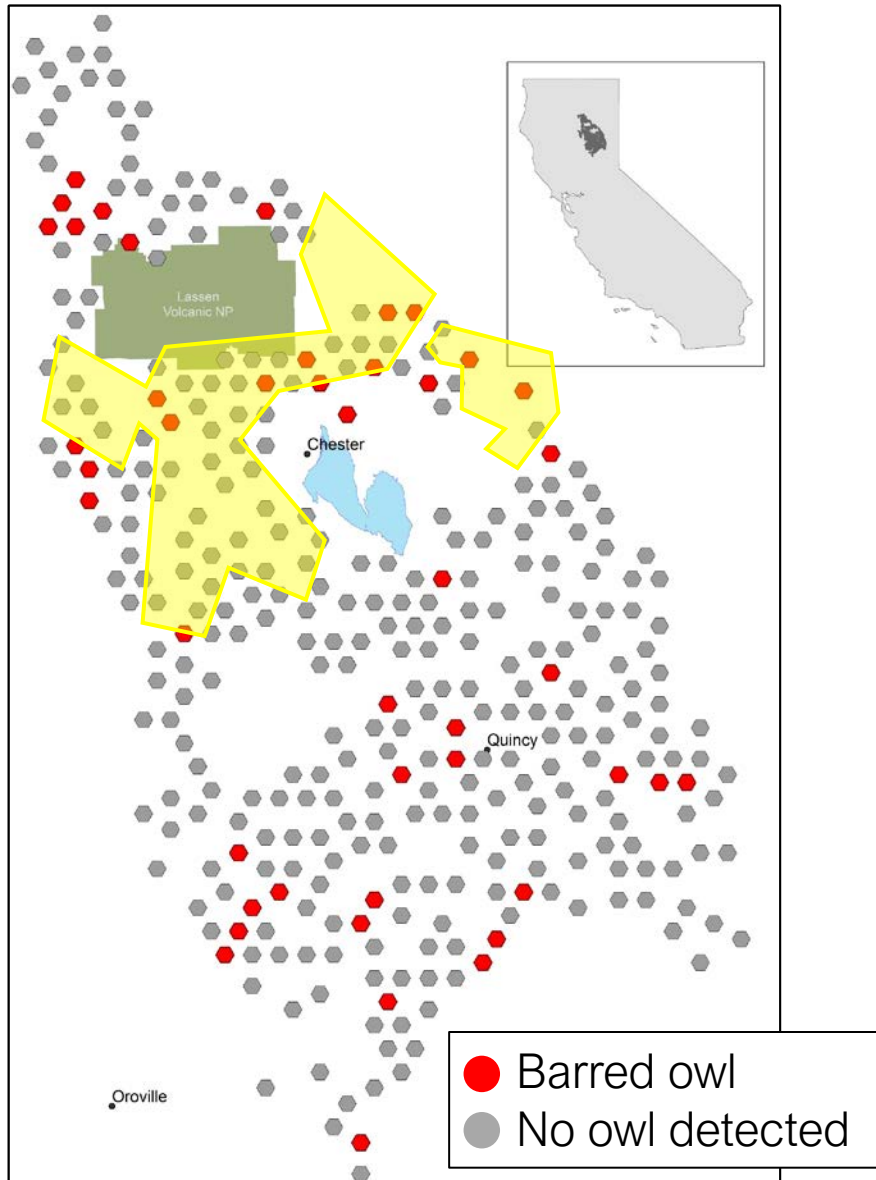 Lassen
Volcanic NP
Chester
Quincy
Oroville
Barred owl
No owl detected